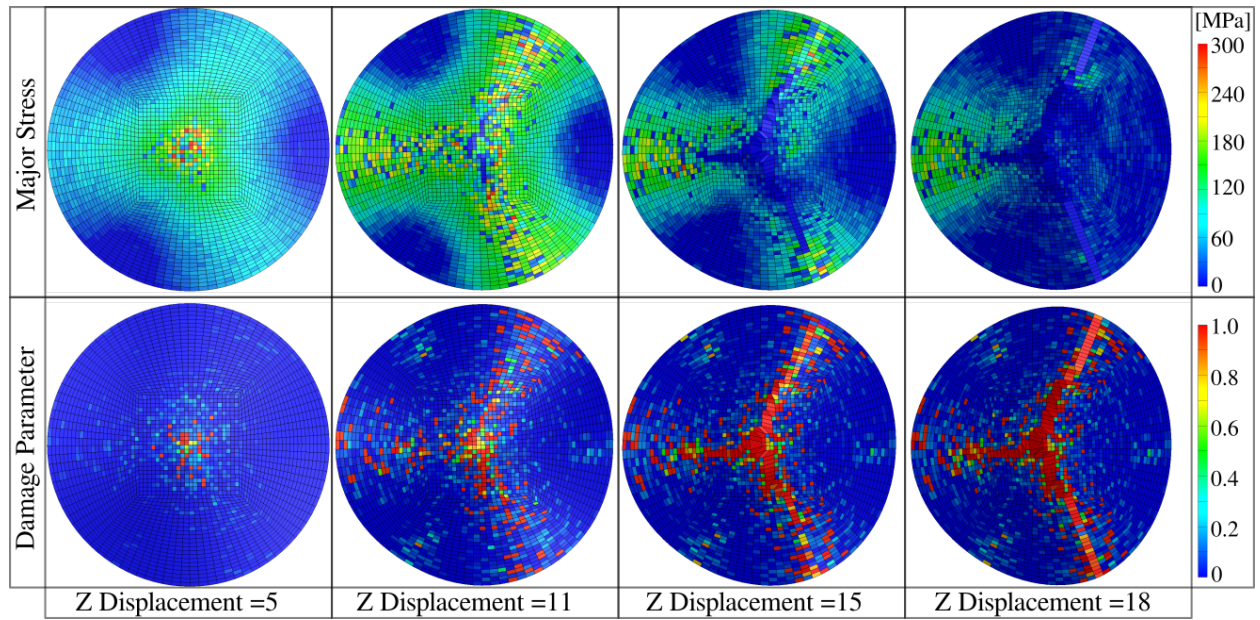 [MPa]
Major Stress
300
240
180
120
60
0
Damage Parameter
1.0
0.8
0.6
0.4
0.2
0
Z Displacement =5
Z Displacement =11
Z Displacement =15
Z Displacement =18